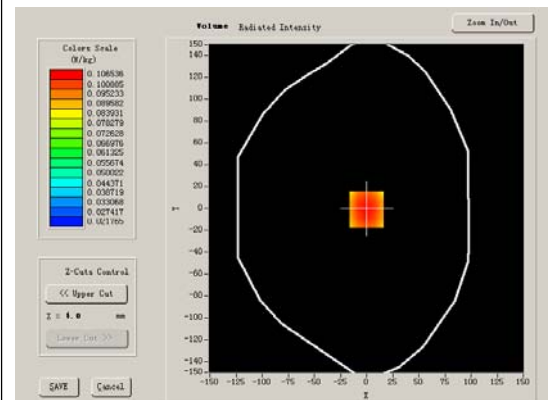 Volume Radiated Intensity
Zoom In/Out
Colors Scale
(W/kg)
0.106536
0.100885
0.095233
0.089582
0.083931
0.078279
0.072628
0.066976
0.061325
0.055674
0.050022
0.044371
0.038719
0.033068
0.027417
0.021765
Z-Cuts Control
<< Upper Cut
Z = 4.0 mm
Lower Cut >>
SAVE
Cancel
150
140
120
100
80
60
40
20
0
-20
-40
-60
-80
-100
-120
-140
-150
Y
-150 -125 -100 -75 -50 -25 0 25 50 75 100 125 150
X